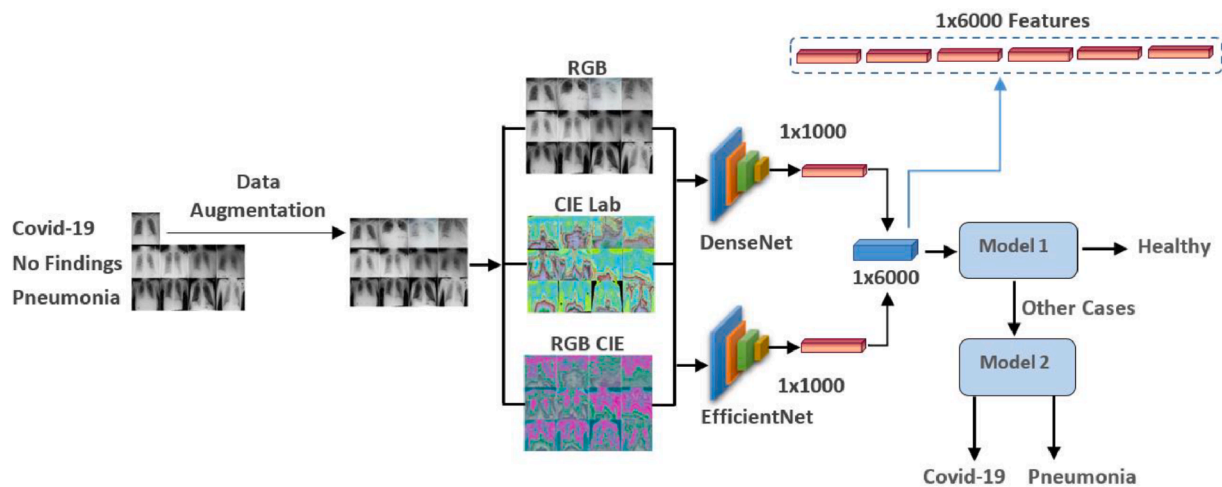 1x6000 Features
RGB
1x1000
Data
Augmentation
Covid-19
No Findings
Pneumonia
CIE Lab
DenseNet
1x6000
Model 1
Healthy
Other Cases
RGB CIE
1x1000
EfficientNet
Model 2
Covid-19
Pneumonia